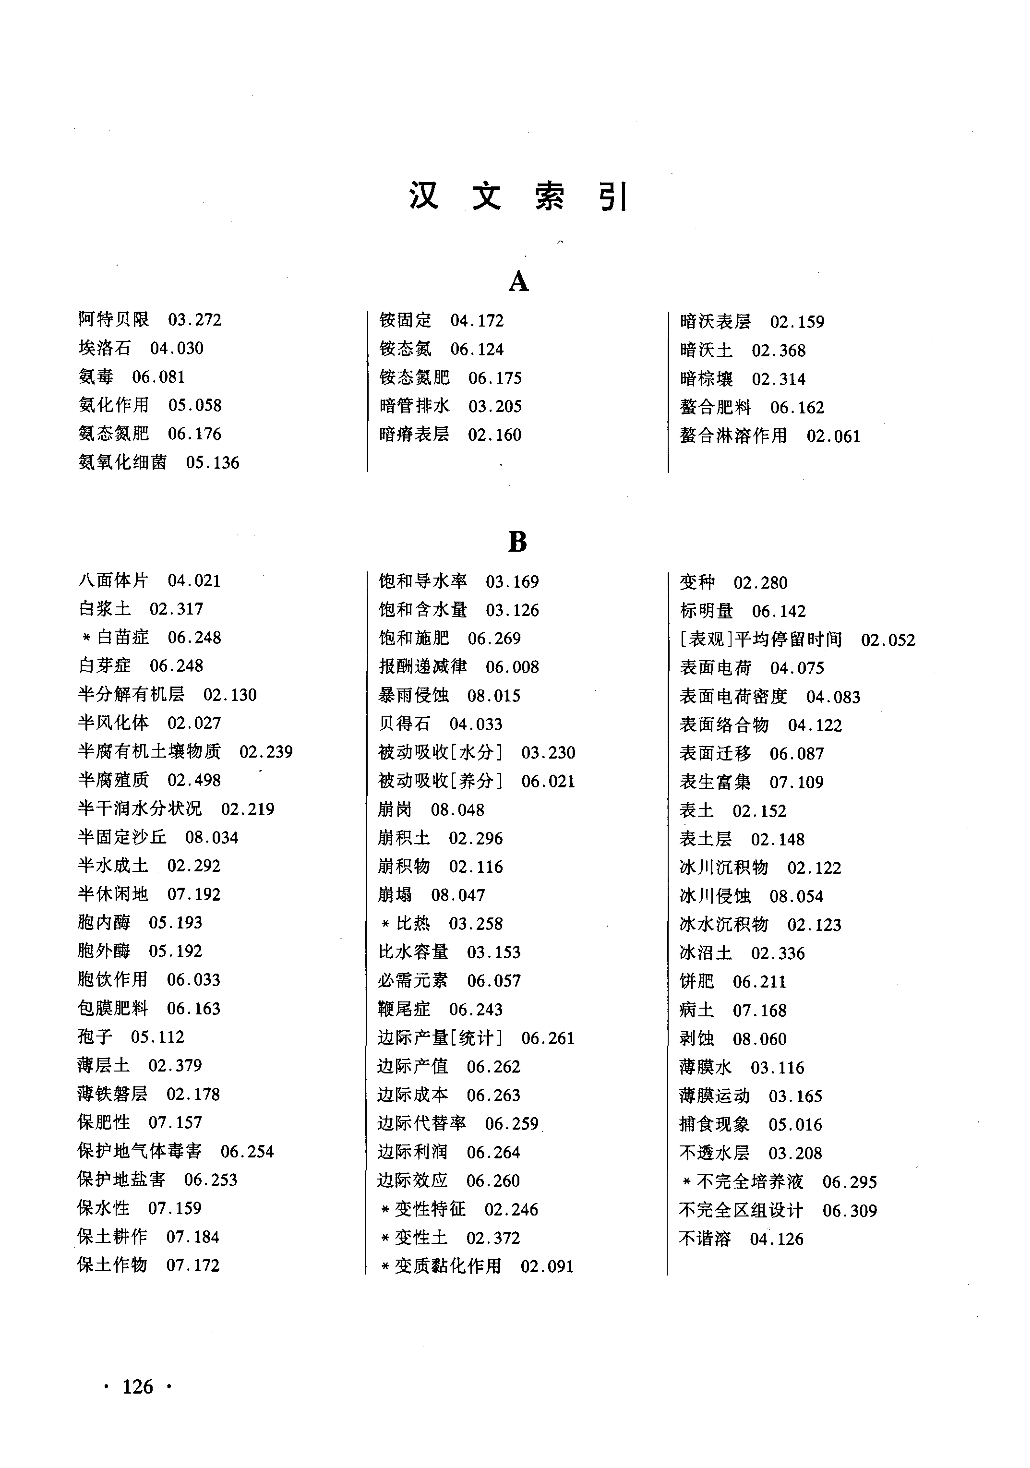 汉文索引
A
阿特贝限 03.272
埃洛石 04.030
氨毒 06.081
氨化作用 05.058
氨态氮肥 06.176
氨氧化细菌 05.136
铵固定 04.172
铵态氮 06.124
铵态氮肥 06.175
暗管排水 03.205
暗瘠表层 02.160
暗沃表层 02.159
暗沃土 02.368
暗棕壤 02.314
螯合肥料 06.162
螯合淋溶作用 02.061
B
八面体片 04.021
白浆土 02.317
*白苗症 06.248
白芽症 06.248
半分解有机层 02.130
半风化体 02.027
半腐有机土壤物质 02.239
半腐殖质 02.498
半干润水分状况 02.219
半固定沙丘 08.034
半水成土 02.292
半休闲地 07.192
胞内酶 05.193
胞外酶 05.192
胞饮作用 06.033
包膜肥料 06.163
孢子 05.112
薄层土 02.379
薄铁磐层 02.178
保肥性 07.157
保护地气体毒害 06.254
保护地盐害 06.253
保水性 07.159
保土耕作 07.184
保土作物 07.172
饱和导水率 03.169
饱和含水量 03.126
饱和施肥 06.269
报酬递减律 06.008
暴雨侵蚀 08.015
贝得石 04.033
被动吸收[水分] 03.230
被动吸收[养分] 06.021
崩岗 08.048
崩积土 02.296
崩积物 02.116
崩塌 08.047
*比热 03.258
比水容量 03.153
必需元素 06.057
鞭尾症 06.243
边际产量[统计] 06.261
边际产值 06.262
边际成本 06.263
边际代替率 06.259
边际利润 06.264
边际效应 06.260
*变性特征 02.246
*变性土 02.372
*变质黏化作用 02.091
变种 02.280
标明量 06.142
[表观]平均停留时间 02.052
表面电荷 04.075
表面电荷密度 04.083
表面络合物 04.122
表面迁移 06.087
表生富集 07.109
表土 02.152
表土层 02.148
冰川沉积物 02.122
冰川侵蚀 08.054
冰水沉积物 02.123
冰沼土 02.336
饼肥 06.211
病土 07.168
剥蚀 08.060
薄膜水 03.116
薄膜运动 03.165
捕食现象 05.016
不透水层 03.208
*不完全培养液 06.295
不完全区组设计 06.309
不谐溶 04.126
· 126 ·